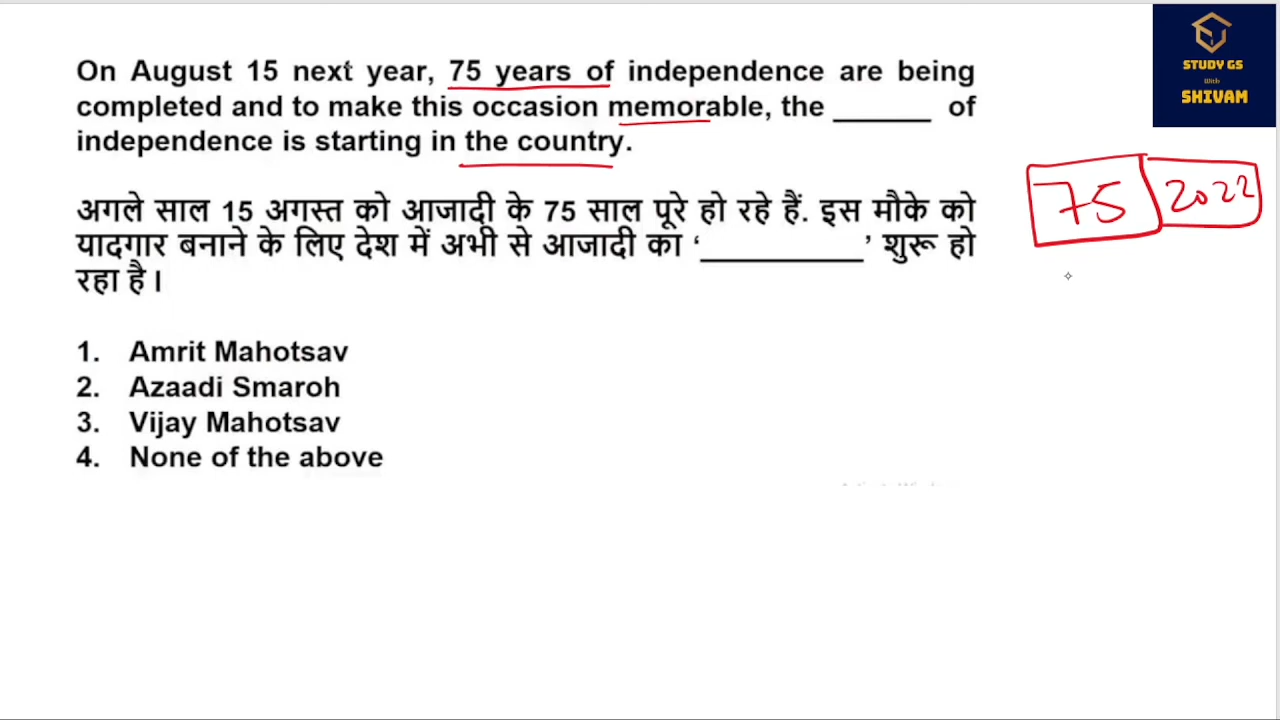 On August 15 next year, 75 years of independence are being
completed and to make this occasion memorable, the ______ of
independence is starting in the country.
अगले साल 15 अगस्त को आजादी के 75 साल पूरे हो रहे हैं. इस मौके को
यादगार बनाने के लिए देश में अभी से आजादी का ‘__________’ शुरू हो
रहा है।
1. Amrit Mahotsav
2. Azaadi Smaroh
3. Vijay Mahotsav
4. None of the above
STUDY GS
With
SHIVAM
75 2022